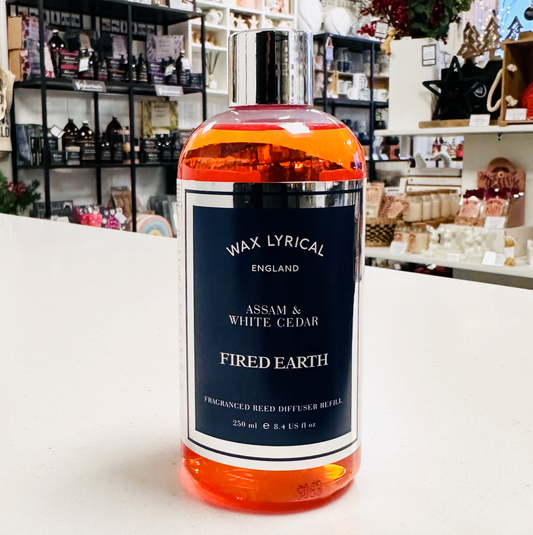 WAX LYRICAL
ENGLAND
ASSAM &
WHITE CEDAR
FIRED EARTH
FRAGRANCED REED DIFFUSER REFILL
250 ml ℮ 8.4 US fl oz